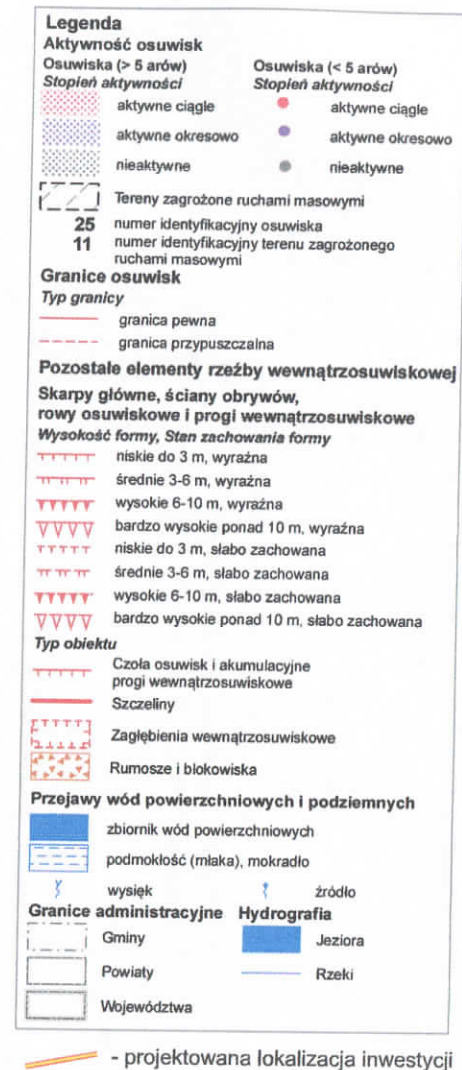 Legenda
Aktywność osuwisk
Osuwiska (> 5 arów)
Stopień aktywności
aktywne ciągle
aktywne okresowo
nieaktywne
Osuwiska (< 5 arów)
Stopień aktywności
aktywne ciągle
aktywne okresowo
nieaktywne
Tereny zagrożone ruchami masowymi
25 numer identyfikacyjny osuwiska
11 numer identyfikacyjny terenu zagrożonego
ruchami masowymi
Granice osuwisk
Typ granicy
granica pewna
granica przypuszczalna
Pozostałe elementy rzeźby wewnątrzosuwiskowej
Skarpy główne, ściany obrywów,
rowy osuwiskowe i progi wewnątrzosuwiskowe
Wysokość formy, Stan zachowania formy
niskie do 3 m, wyraźna
średnie 3-6 m, wyraźna
wysokie 6-10 m, wyraźna
bardzo wysokie ponad 10 m, wyraźna
niskie do 3 m, słabo zachowana
średnie 3-6 m, słabo zachowana
wysokie 6-10 m, słabo zachowana
bardzo wysokie ponad 10 m, słabo zachowana
Typ obiektu
Czoła osuwisk i akumulacyjne
progi wewnątrzosuwiskowe
Szczeliny
Zagłębienia wewnątrzosuwiskowe
Rumosze i blokowiska
Przejawy wód powierzchniowych i podziemnych
zbiornik wód powierzchniowych
podmokłość (młaka), mokradło
wysięk
źródło
Granice administracyjne
Gminy
Powiaty
Województwa
Hydrografia
Jeziora
Rzeki
- projektowana lokalizacja inwestycji